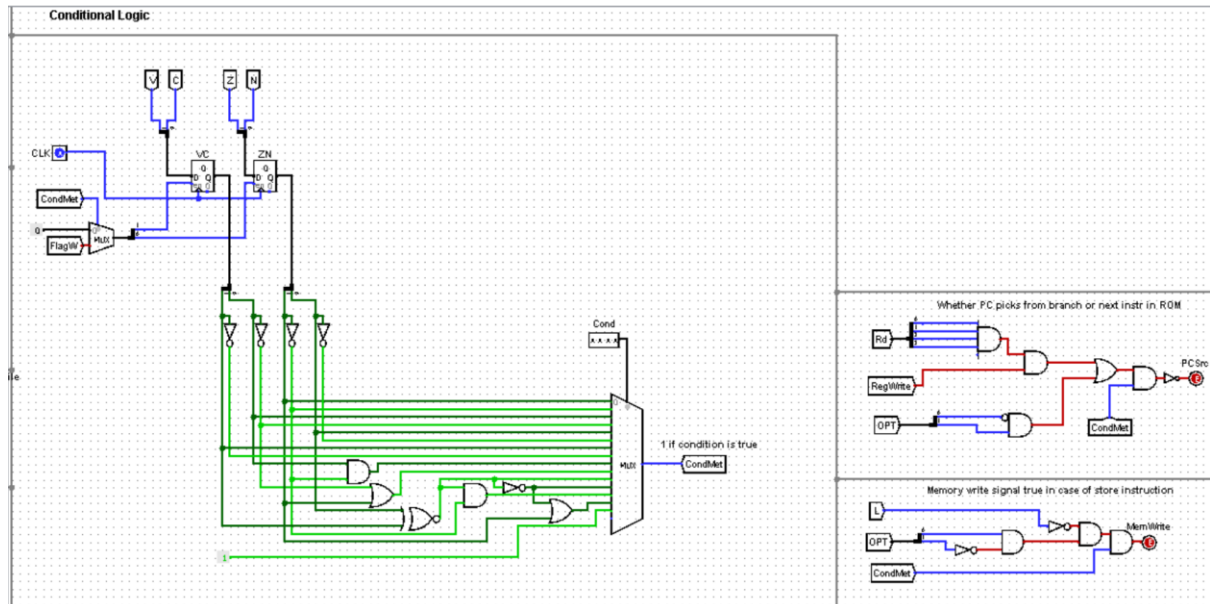 Conditional Logic
V C Z N
CLK
VC ZN
D Q
D Q
CondMet
0
FlagW
MUX
Cond
x x x x
1 if condition is true
MUX
CondMet
1
Whether PC picks from branch or next instr in ROM
Rd
RegWrite
PCSrc
OPT
CondMet
Memory write signal true in case of store instruction
L
OPT
MemWrite
CondMet